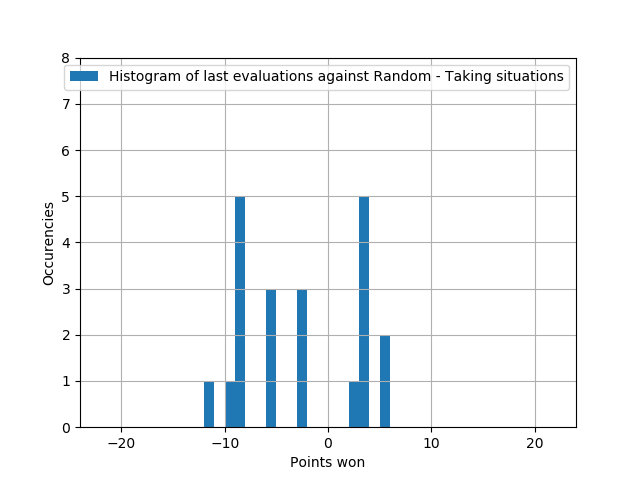 Histogram of last evaluations against Random - Taking situations
8
7
6
5
4
3
2
1
0
Occurencies
−20 −10 0 10 20
Points won